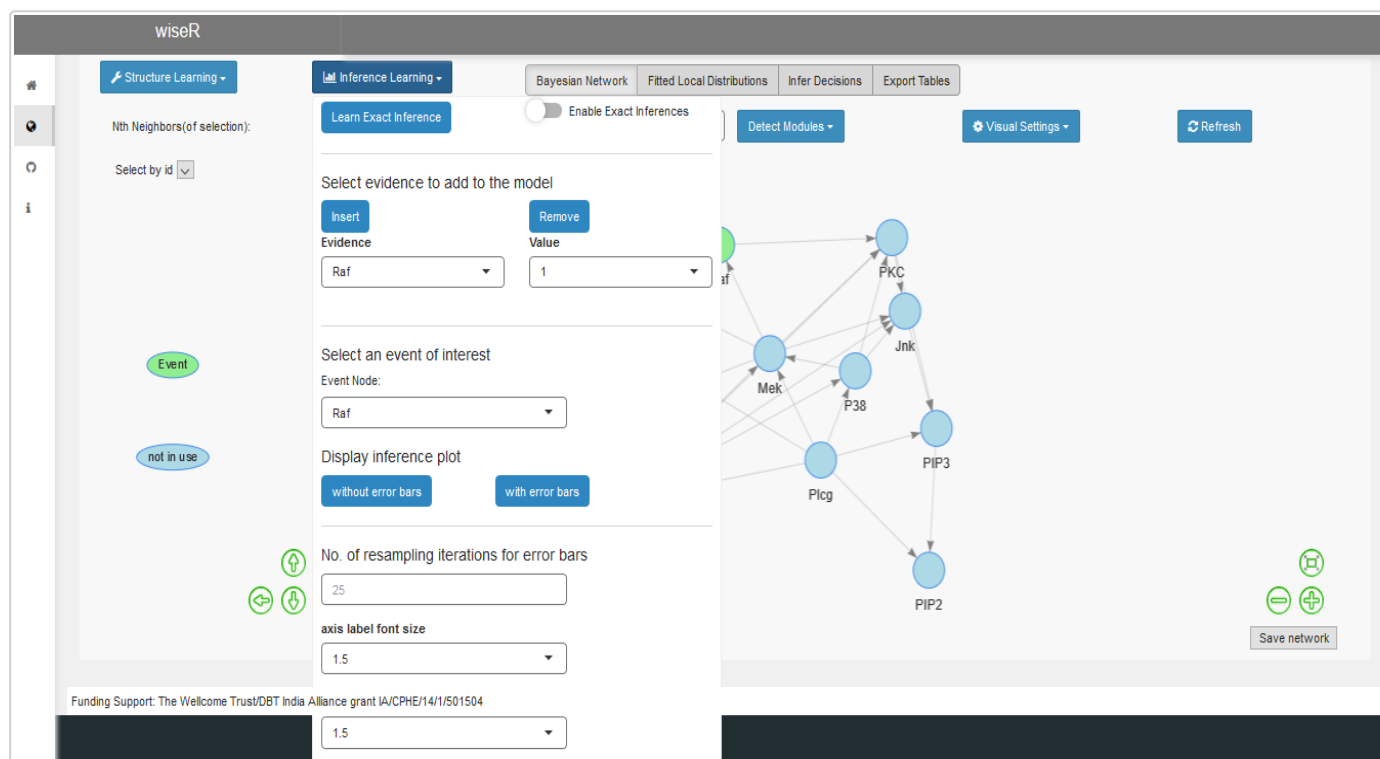 wiseR
Structure Learning
Inference Learning
Bayesian Network
Fitted Local Distributions
Infer Decisions
Export Tables
Learn Exact Inference
Enable Exact Inferences
Nth Neighbors(of selection):
Detect Modules
Visual Settings
Refresh
Select by id
Select evidence to add to the model
Insert
Remove
Evidence
Value
Raf
1
Select an event of interest
Event Node:
Raf
Display inference plot
without error bars
with error bars
No. of resampling iterations for error bars
25
axis label font size
1.5
1.5
Event
not in use
af
PKC
Jnk
Mek
P38
PIP3
Plcg
PIP2
Save network
Funding Support: The Wellcome Trust/DBT India Alliance grant IA/CPHE/14/1/501504